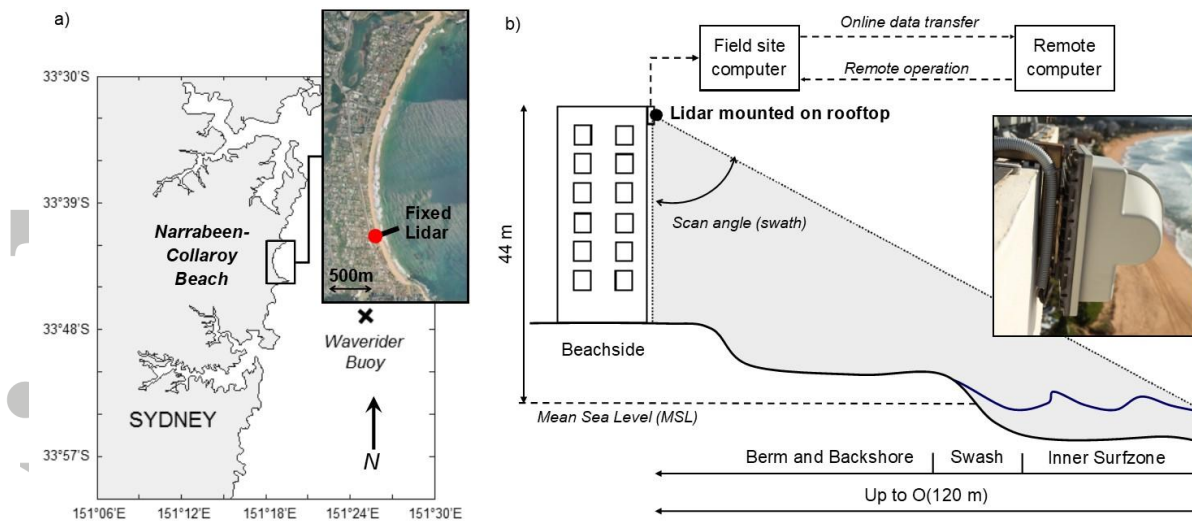 a)
33°30'S
33°39'S
33°48'S
33°57'S
151°06'E
151°12'E
151°18'E
151°24'E
151°30'E
Narrabeen-
Collaroy
Beach
SYDNEY
Fixed
Lidar
500m
Waverider
Buoy
N
b)
Field site
computer
Online data transfer
Remote operation
Remote
computer
Lidar mounted on rooftop
Scan angle (swath)
44 m
Beachside
Mean Sea Level (MSL)
Berm and Backshore
Swash
Inner Surfzone
Up to O(120 m)